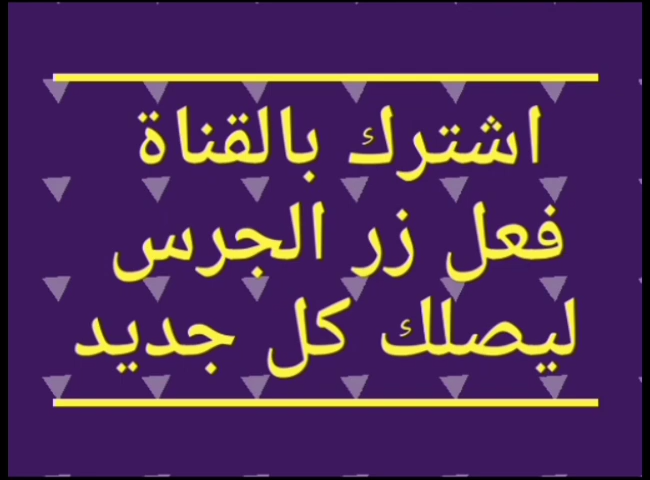 اشترك بالقناة
فعل زر الجرس
ليصلك كل جديد